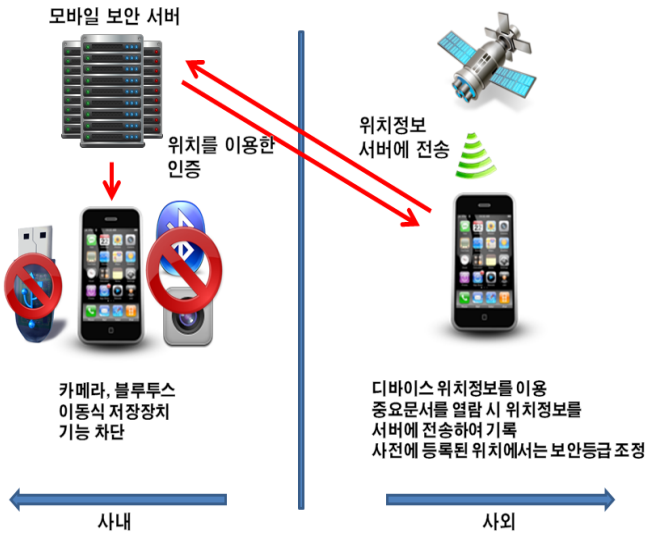 모바일 보안 서버
위치를 이용한
인증
위치정보
서버에 전송
카메라, 블루투스
이동식 저장장치
기능 차단
디바이스 위치정보를 이용
중요문서를 열람 시 위치정보를
서버에 전송하여 기록
사전에 등록된 위치에서는 보안등급 조정
사내
사외